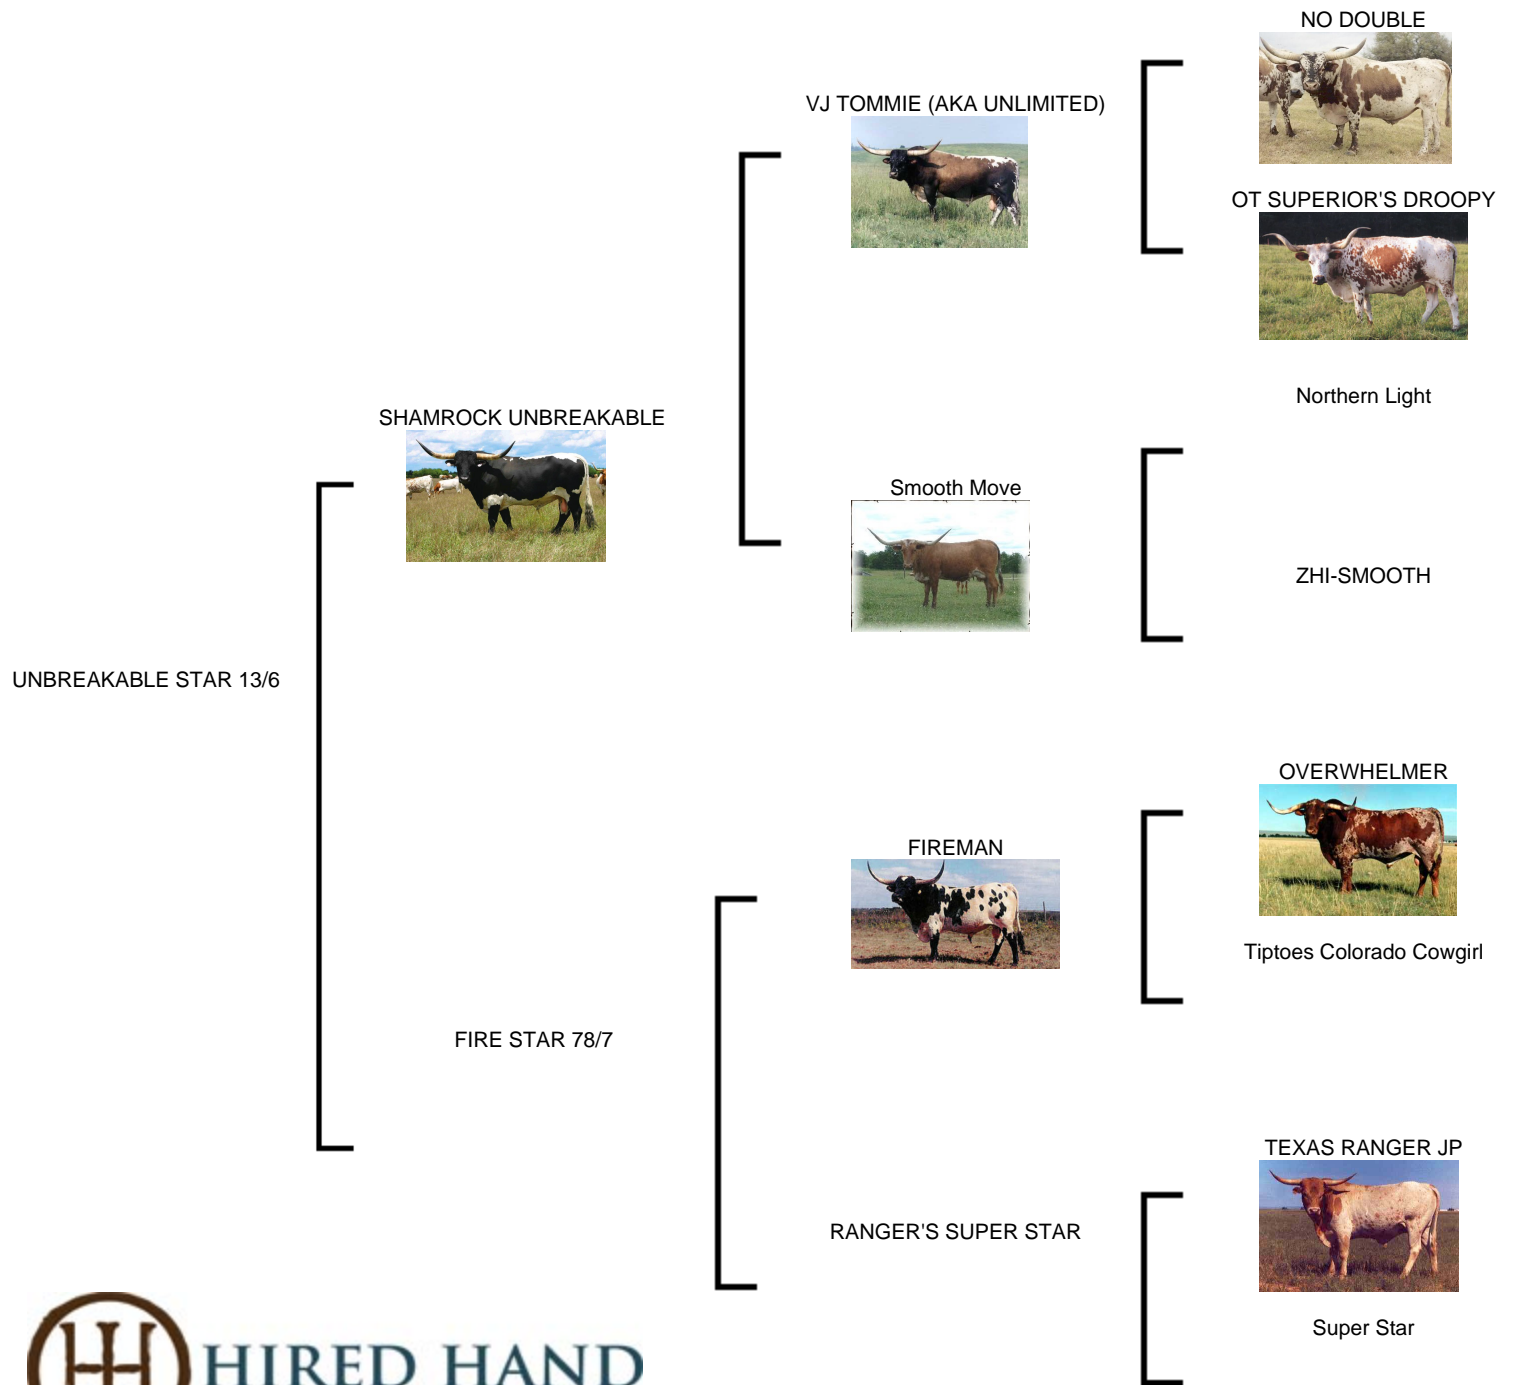 NO DOUBLE
VJ TOMMIE (AKA UNLIMITED)
OT SUPERIOR'S DROOPY
Northern Light
SHAMROCK UNBREAKABLE
Smooth Move
ZHI-SMOOTH
UNBREAKABLE STAR 13/6
OVERWHELMER
FIREMAN
Tiptoes Colorado Cowgirl
FIRE STAR 78/7
TEXAS RANGER JP
RANGER'S SUPER STAR
Super Star
HIRED HAND